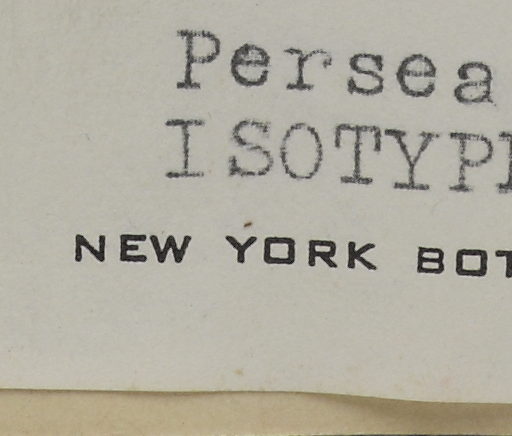 Persea
ISOTYP
NEW YORK BOT